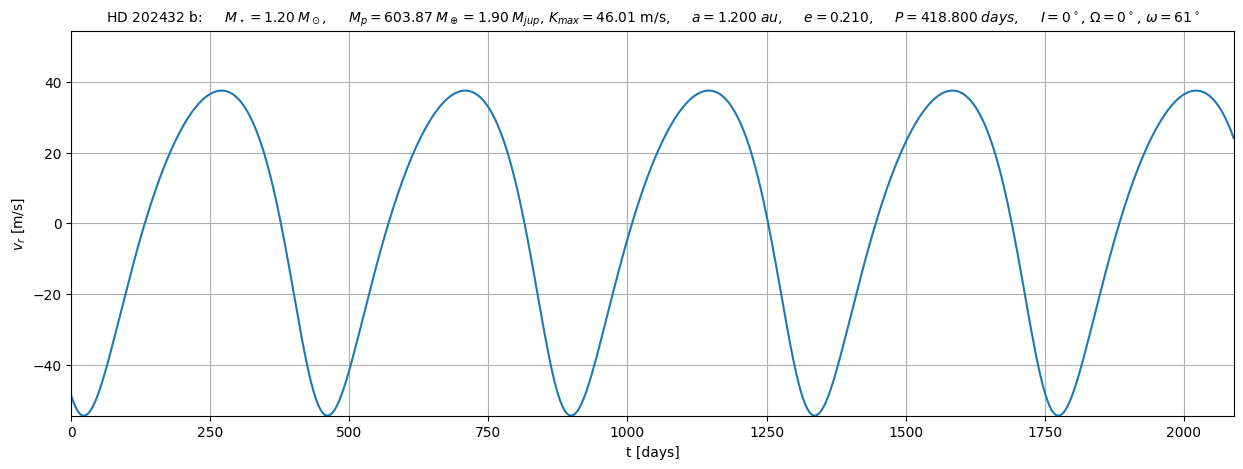 HD 202432 b: M⋆ = 1.20 M⊙, Mp = 603.87 M⊕ = 1.90 Mjup, Kmax = 46.01 m/s, a = 1.200 au, e = 0.210, P = 418.800 days, I = 0°, Ω = 0°, ω = 61°
40
20
0
−20
−40
vr [m/s]
0 250 500 750 1000 1250 1500 1750 2000
t [days]